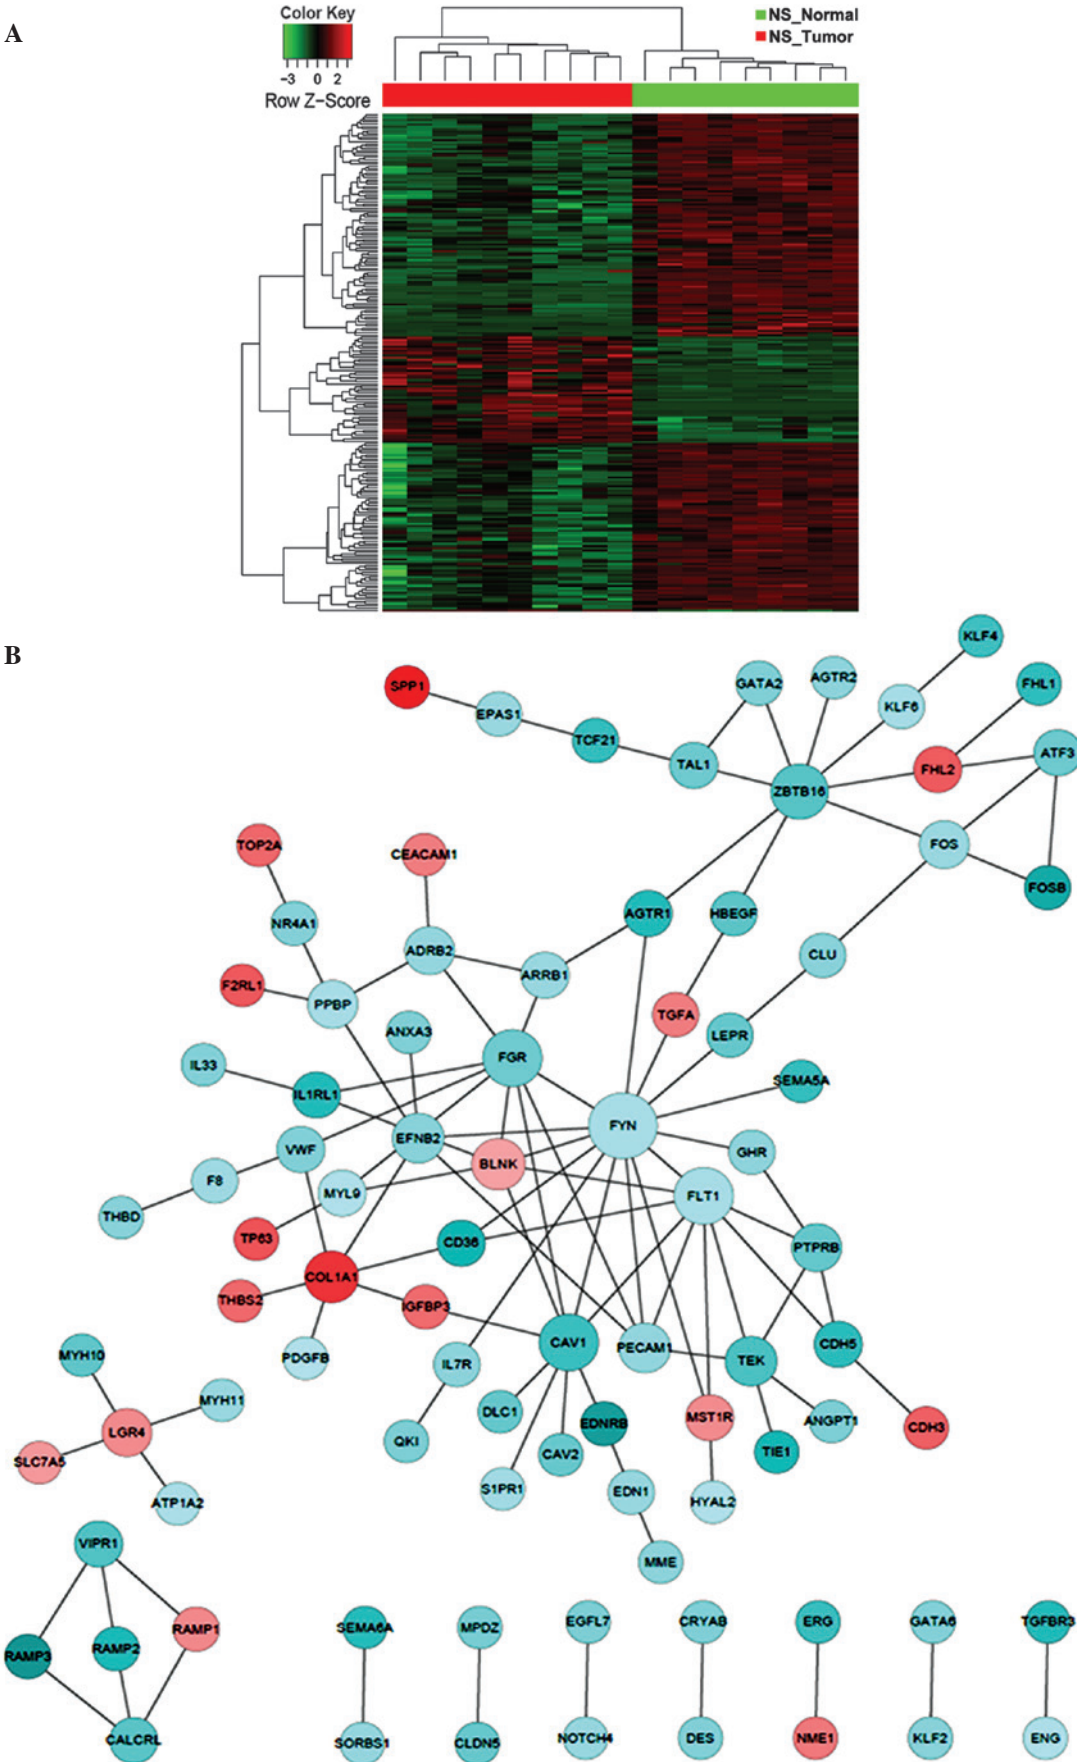 A
Color Key
-3 0 2
Row Z-Score
NS_Normal
NS_Tumor
B
KLF4
SPP1
GATA2
AGTR2
FHL1
EPAS1
KLF6
TCF21
TAL1
FHL2
ATF3
ZBTB16
TOP2A
CEACAM1
FOS
FOSB
NR4A1
AGTR1
HBEGF
ADRB2
CLU
F2RL1
PPBP
ARRB1
TGFA
ANXA3
LEPR
IL33
FGR
IL1RL1
SEMA5A
EFNB2
FYN
VWF
GHR
BLNK
F8
MYL9
FLT1
THBD
TP63
CD36
PTPRB
COL1A1
THBS2
IGFBP3
CAV1
PECAM1
CDH5
MYH10
PDGFB
IL7R
TEK
MYH11
DLC1
EDNRB
MST1R
ANGPT1
CDH3
LGR4
QKI
CAV2
TIE1
SLC7A5
ATP1A2
S1PR1
EDN1
HYAL2
VIPR1
MME
RAMP1
SEMA6A
MPDZ
EGFL7
CRYAB
ERG
GATA6
TGFBR3
RAMP3
RAMP2
CALCRL
SORBS1
CLDN5
NOTCH4
DES
NME1
KLF2
ENG